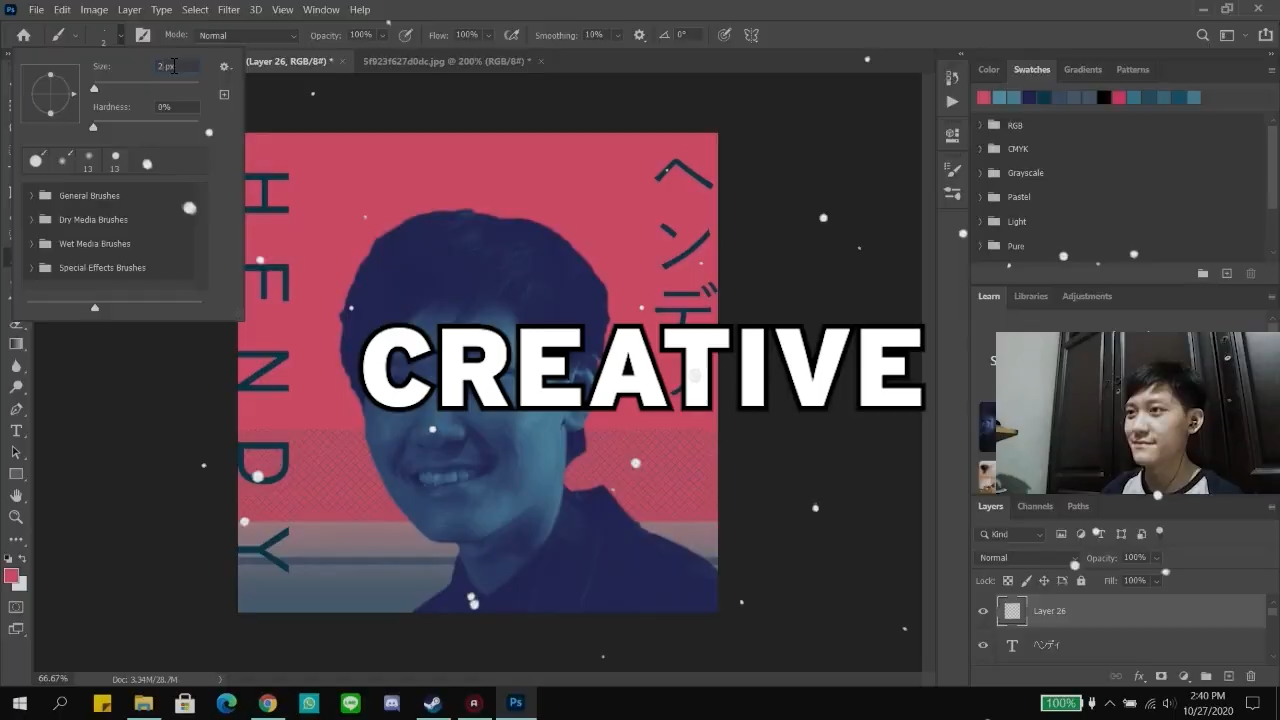 Ps File Edit Image Layer Type Select Filter 3D View Window Help
2 Mode: Normal Opacity: 100% Flow: 100% Smoothing: 10% 0°
(Layer 26, RGB/8#) * × 5f923f627d0dc.jpg @ 200% (RGB/8#) * ×
Size: 2 px
Hardness: 0%
13 13
General Brushes
Dry Media Brushes
Wet Media Brushes
Special Effects Brushes
HENDY
ヘンディ
CREATIVE
Color Swatches Gradients Patterns
RGB
CMYK
Grayscale
Pastel
Light
Pure
Learn Libraries Adjustments
Layers Channels Paths
Kind
Normal Opacity: 100%
Lock: Fill: 100%
Layer 26
T ヘンディ
fx
66.67% Doc: 3.34M/28.7M
100% 2:40 PM
10/27/2020